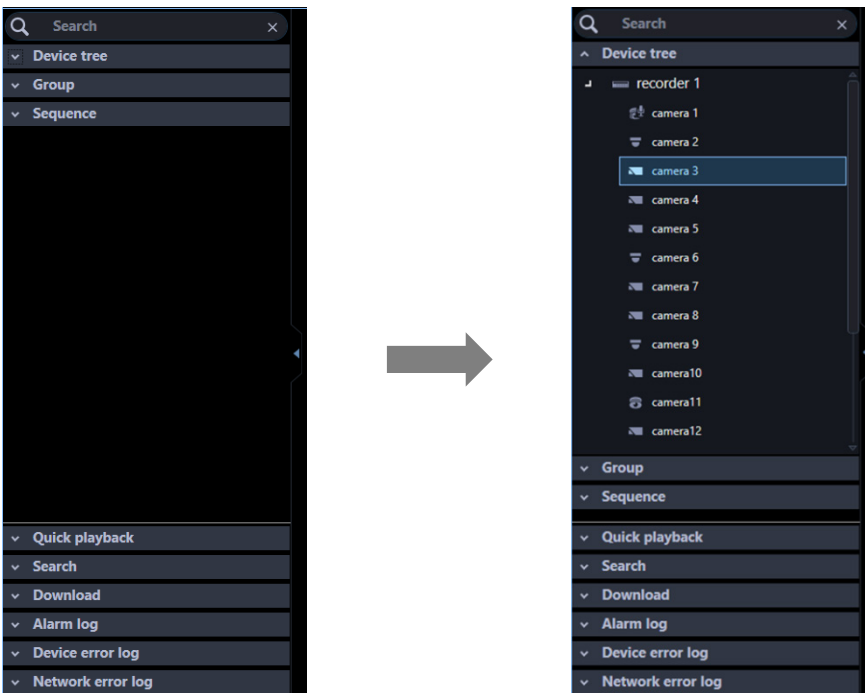 Search
Device tree
Group
Sequence
Quick playback
Search
Download
Alarm log
Device error log
Network error log
Search
Device tree
recorder 1
camera 1
camera 2
camera 3
camera 4
camera 5
camera 6
camera 7
camera 8
camera 9
camera10
camera11
camera12
Group
Sequence
Quick playback
Search
Download
Alarm log
Device error log
Network error log